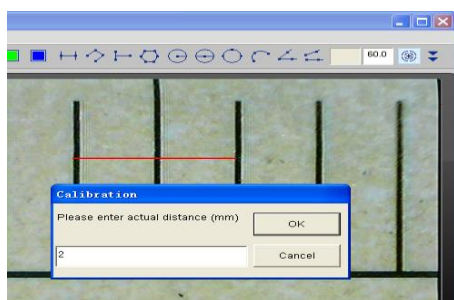 60.0
Calibration
Please enter actual distance (mm)
OK
2
Cancel